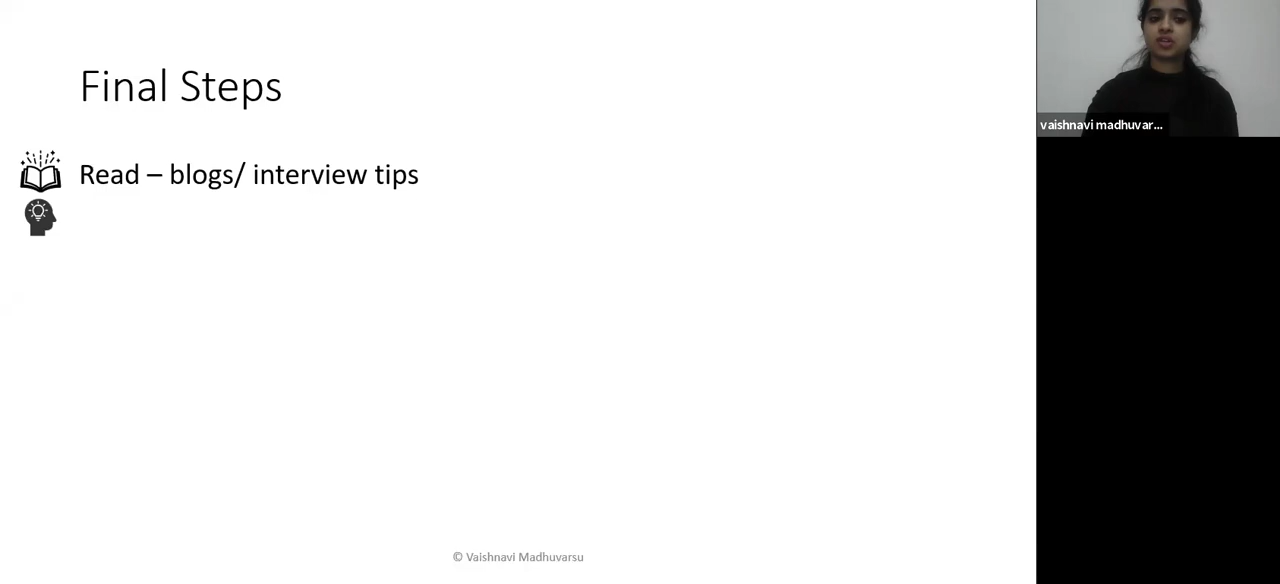 Final Steps
Read – blogs/ interview tips
vaishnavi madhuvar...
© Vaishnavi Madhuvarsu